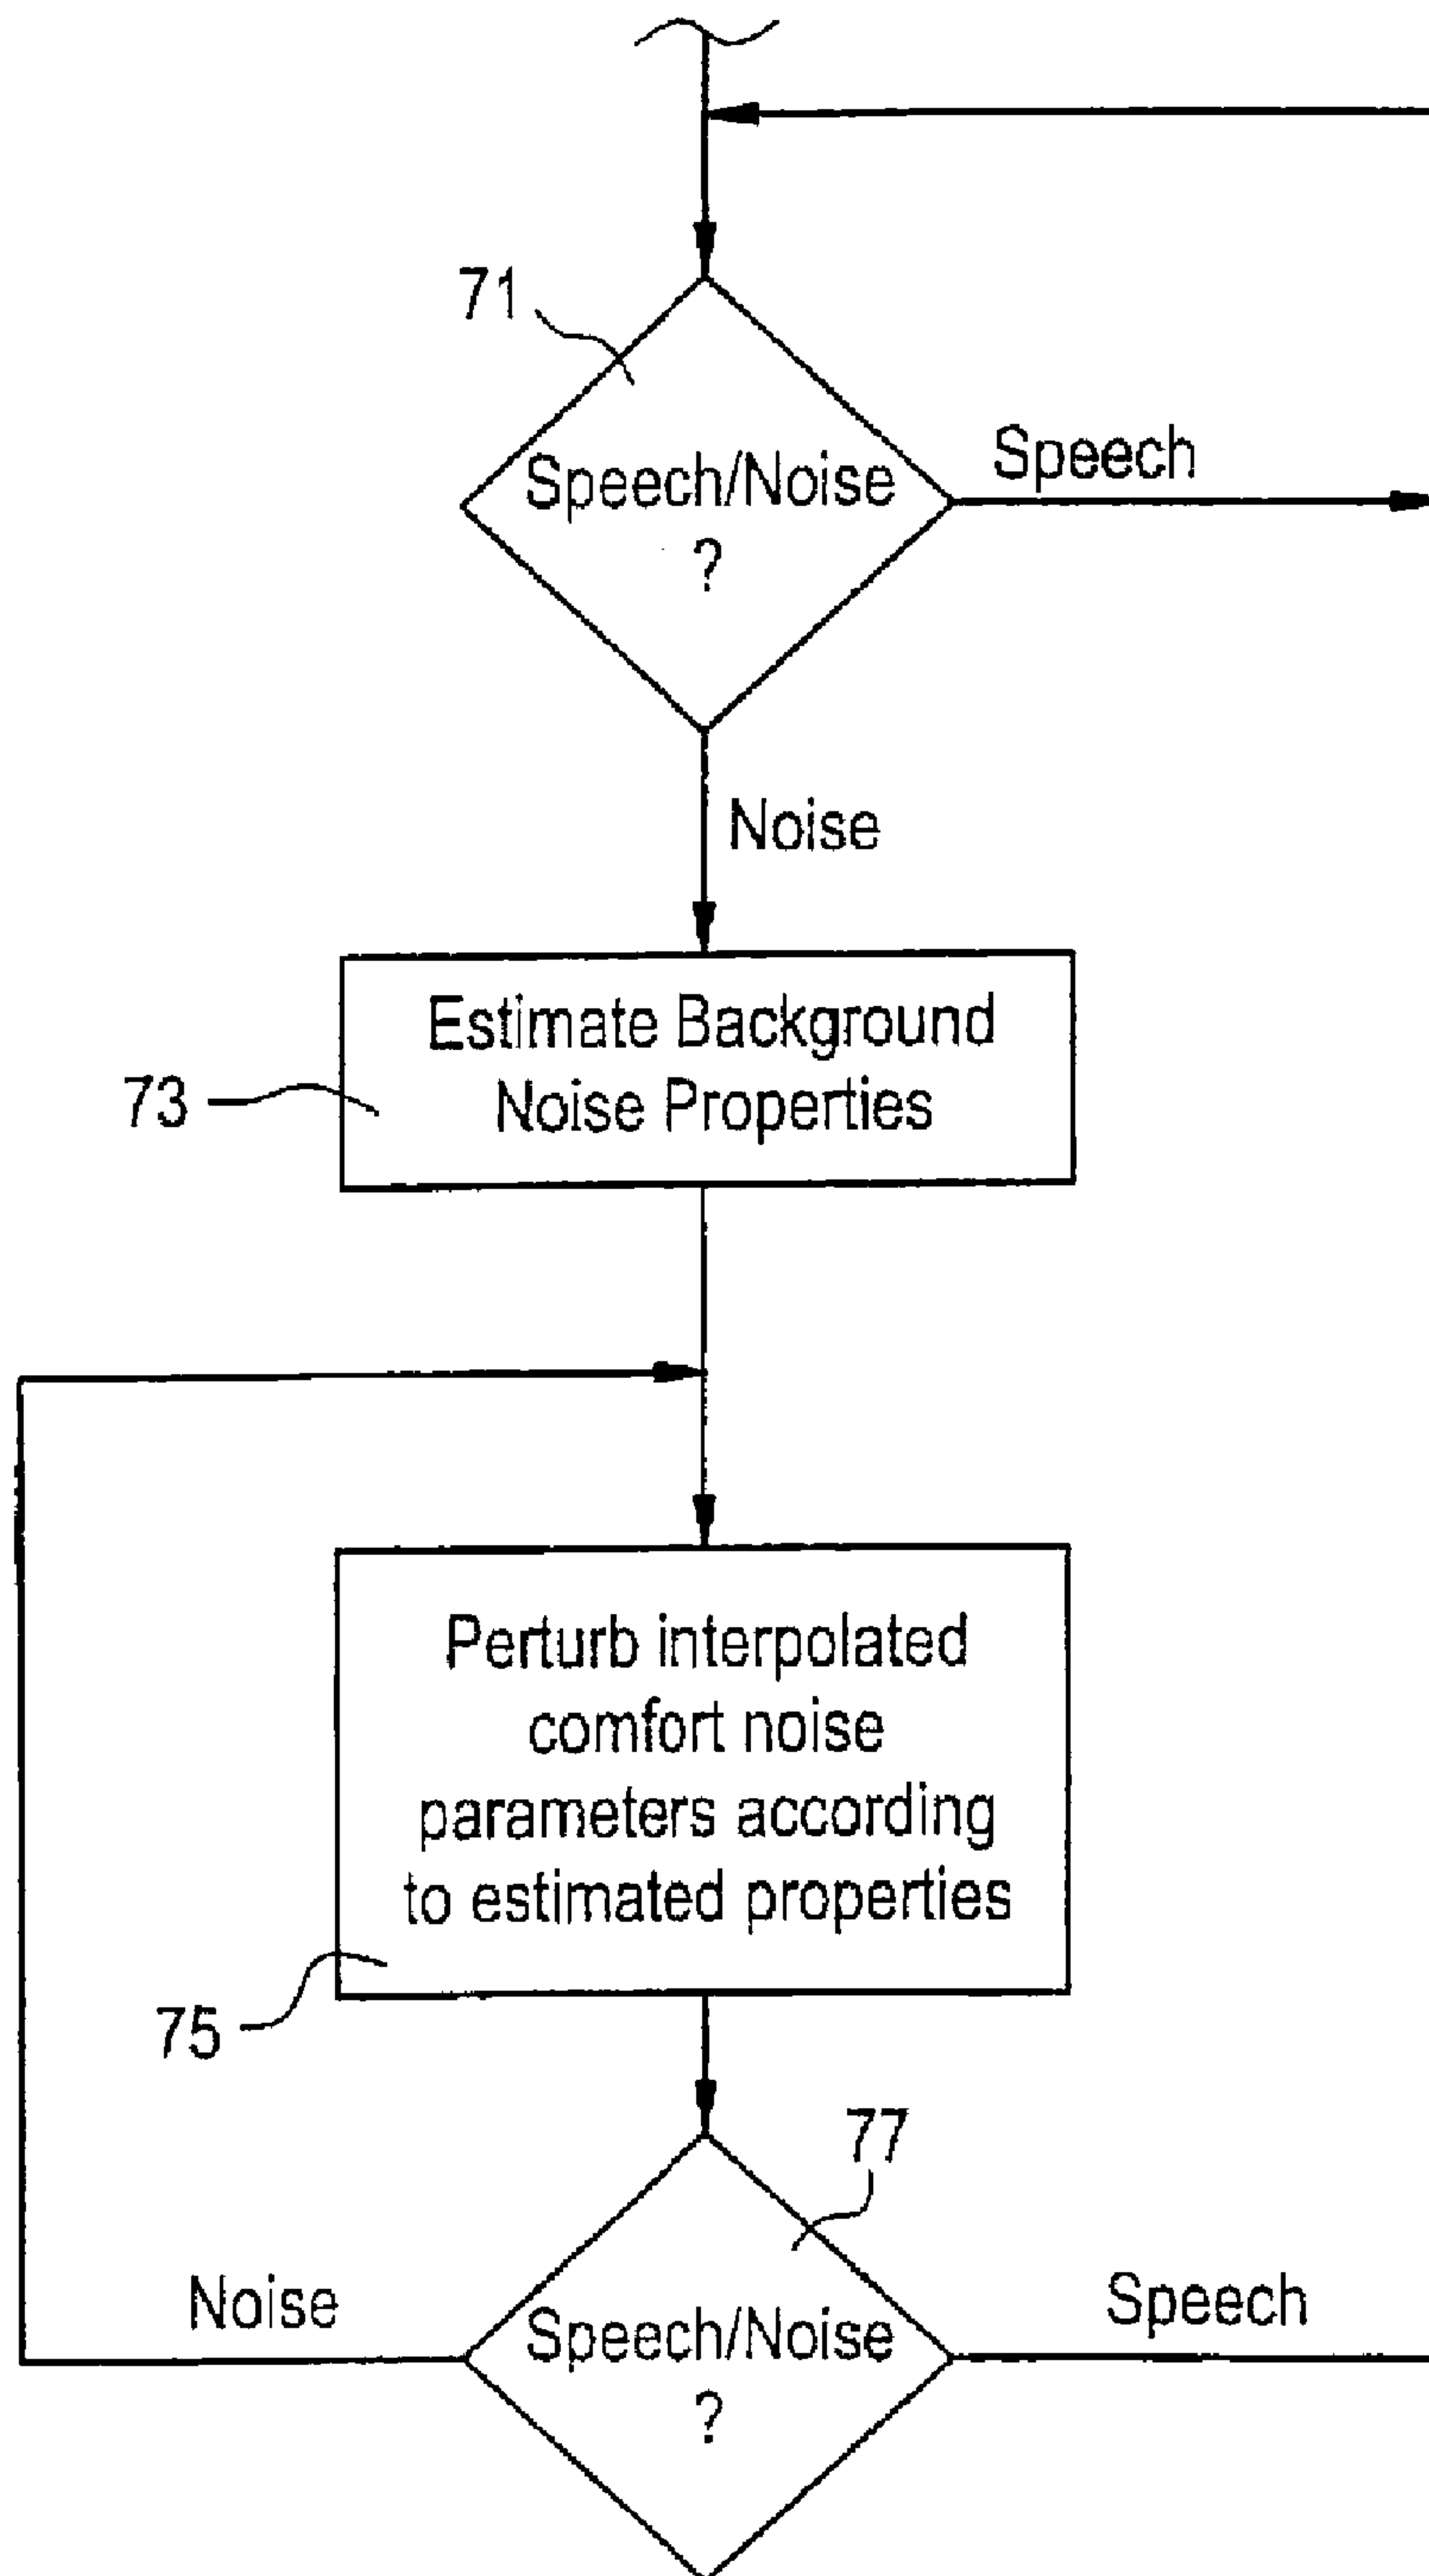 71
Speech/Noise
?
Speech
Noise
Estimate Background
Noise Properties
73
Perturb interpolated
comfort noise
parameters according
to estimated properties
75
77
Noise
Speech/Noise
?
Speech